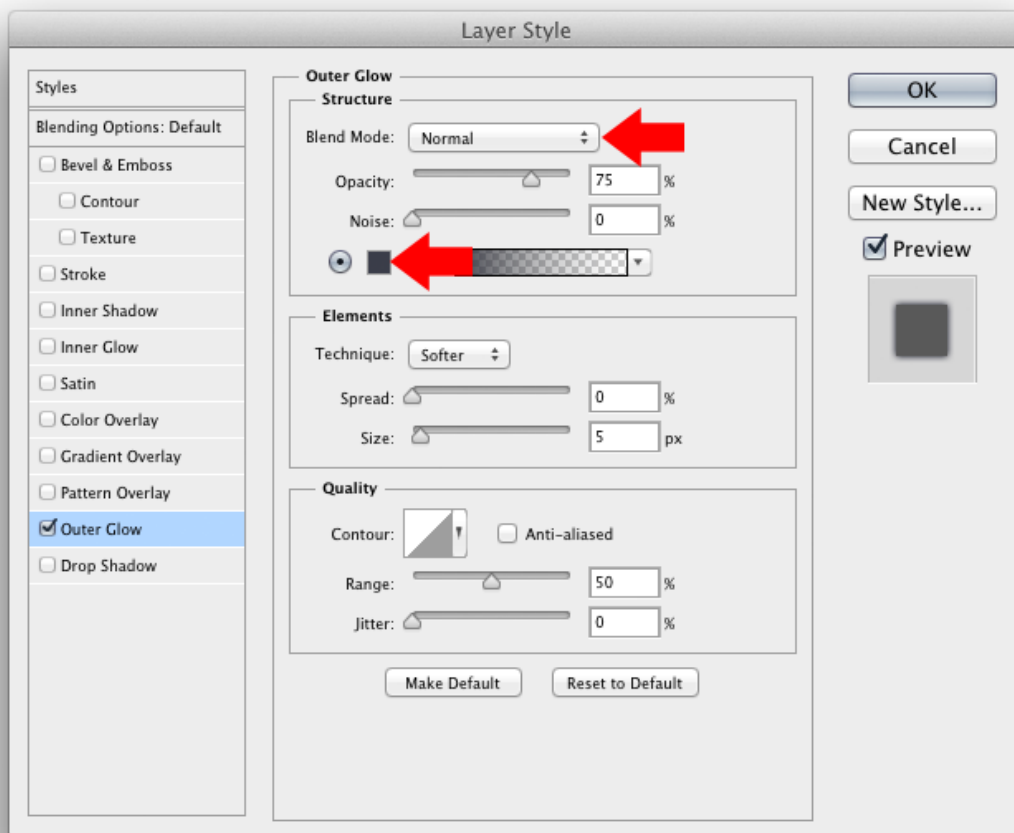 Layer Style
Styles
Blending Options: Default
Bevel & Emboss
Contour
Texture
Stroke
Inner Shadow
Inner Glow
Satin
Color Overlay
Gradient Overlay
Pattern Overlay
Outer Glow
Drop Shadow
Outer Glow
Structure
Blend Mode: Normal
Opacity: 75 %
Noise: 0 %
Elements
Technique: Softer
Spread: 0 %
Size: 5 px
Quality
Contour: Anti-aliased
Range: 50 %
Jitter: 0 %
Make Default Reset to Default
OK
Cancel
New Style...
Preview